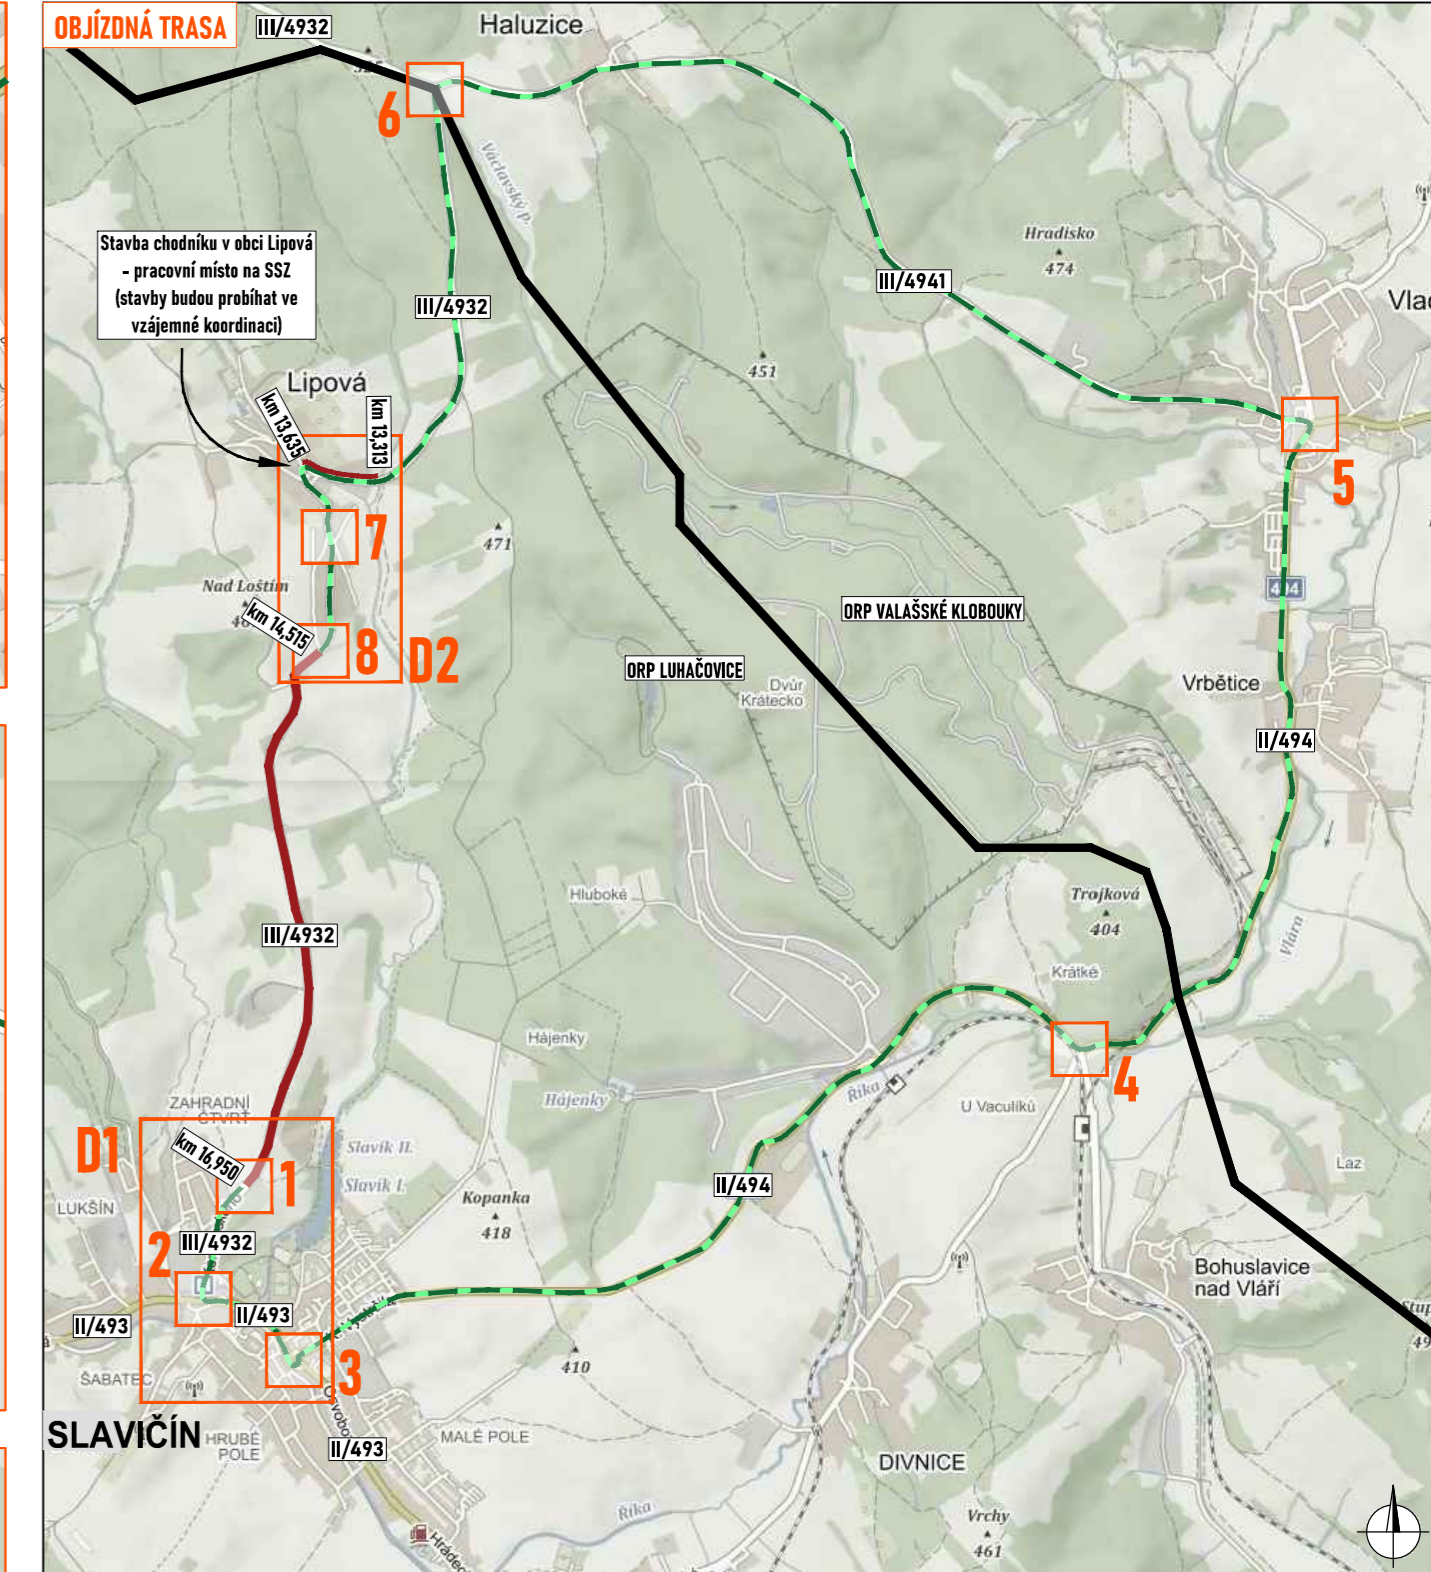 OBJÍZDNÁ TRASA
III/4932
Haluzice
6
Václavský p.
Hradisko
474
III/4941
Stavba chodníku v obci Lipová
- pracovní místo na SSZ
(stavby budou probíhat ve
vzájemné koordinaci)
III/4932
451
Lipová
km 13,635
km 13,313
5
7
471
Nad Loštím
km 14,515
8
D2
ORP VALAŠSKÉ KLOBOUKY
ORP LUHAČOVICE
Dvůr
Krátecko
Vrbětice
II/494
Hluboké
Trojková
404
III/4932
Krátké
Vlára
Hájenky
Hájenky
Říka
4
U Vaculíků
ZAHRADNÍ
ČTVRŤ
D1
km 16,950
1
Slavík II.
Slavík I.
LUKŠÍN
Kopanka
418
II/494
Laz
2
III/4932
II/493
II/493
Bohuslavice
nad Vláří
3
410
ŠABATEC
SLAVIČÍN
HRUBÉ
POLE
II/493
MALÉ POLE
DIVNICE
Říka
Vrchy
461